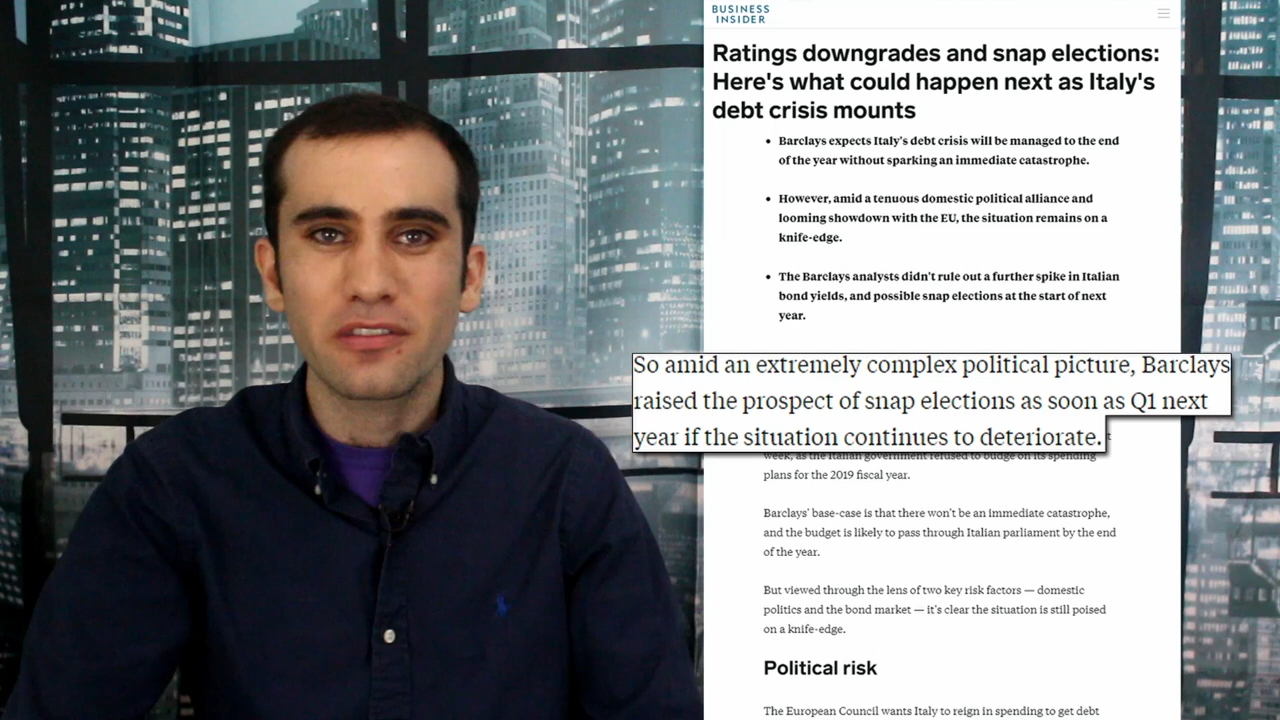 BUSINESS
INSIDER
Ratings downgrades and snap elections:
Here's what could happen next as Italy's
debt crisis mounts
• Barclays expects Italy's debt crisis will be managed to the end
of the year without sparking an immediate catastrophe.
• However, amid a tenuous domestic political alliance and
looming showdown with the EU, the situation remains on a
knife-edge.
• The Barclays analysts didn't rule out a further spike in Italian
bond yields, and possible snap elections at the start of next
year.
So amid an extremely complex political picture, Barclays
raised the prospect of snap elections as soon as Q1 next
year if the situation continues to deteriorate.
week, as the Italian government refused to budge on its spending
plans for the 2019 fiscal year.
Barclays' base-case is that there won't be an immediate catastrophe,
and the budget is likely to pass through Italian parliament by the end
of the year.
But viewed through the lens of two key risk factors — domestic
politics and the bond market — it's clear the situation is still poised
on a knife-edge.
Political risk
The European Council wants Italy to reign in spending to get debt